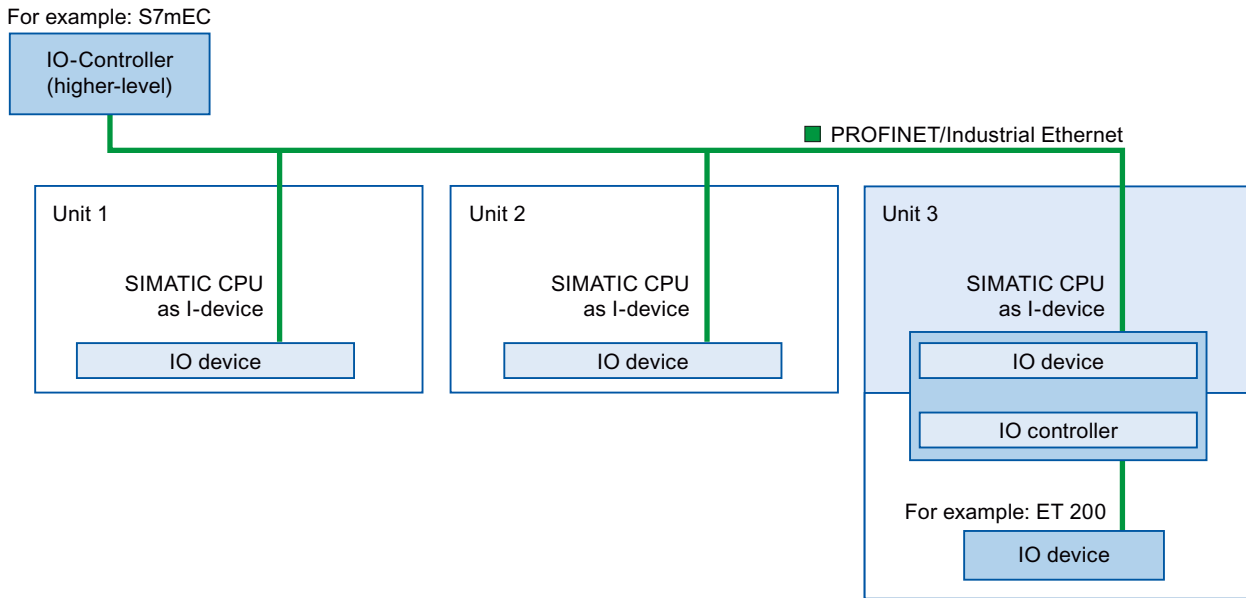 For example: S7mEC
IO-Controller
(higher-level)
PROFINET/Industrial Ethernet
Unit 1
SIMATIC CPU
as I-device
IO device
Unit 2
SIMATIC CPU
as I-device
IO device
Unit 3
SIMATIC CPU
as I-device
IO device
IO controller
For example: ET 200
IO device